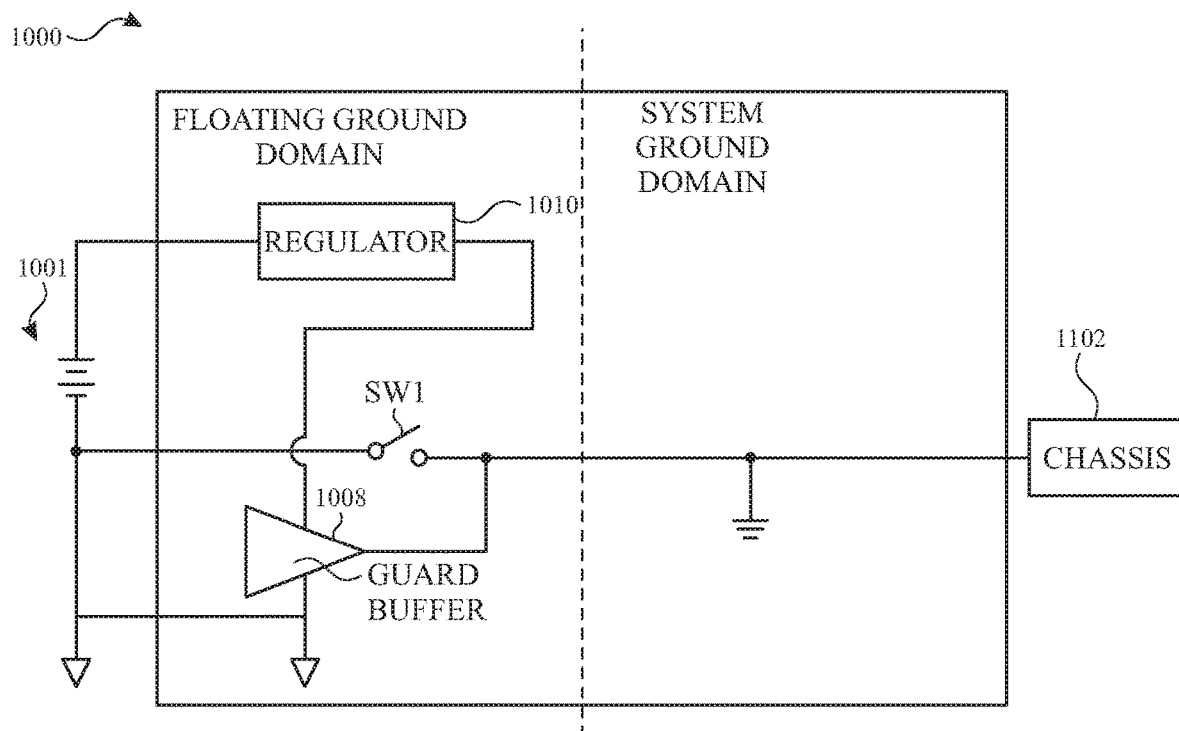 1000
FLOATING GROUND
DOMAIN
SYSTEM
GROUND
DOMAIN
1010
REGULATOR
1001
1102
SW1
CHASSIS
1008
GUARD
BUFFER